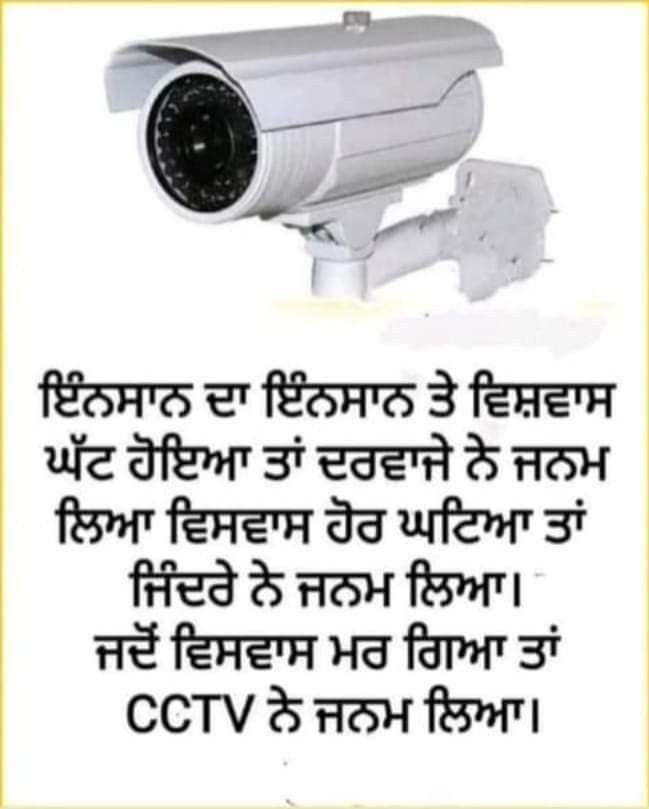 ਇੰਨਸਾਨ ਦਾ ਇੰਨਸਾਨ ਤੇ ਵਿਸ਼ਵਾਸ
ਘੱਟ ਹੋਇਆ ਤਾਂ ਦਰਵਾਜੇ ਨੇ ਜਨਮ
ਲਿਆ ਵਿਸਵਾਸ ਹੋਰ ਘਟਿਆ ਤਾਂ
ਜਿੰਦਰੇ ਨੇ ਜਨਮ ਲਿਆ।
ਜਦੋਂ ਵਿਸਵਾਸ ਮਰ ਗਿਆ ਤਾਂ
CCTV ਨੇ ਜਨਮ ਲਿਆ।